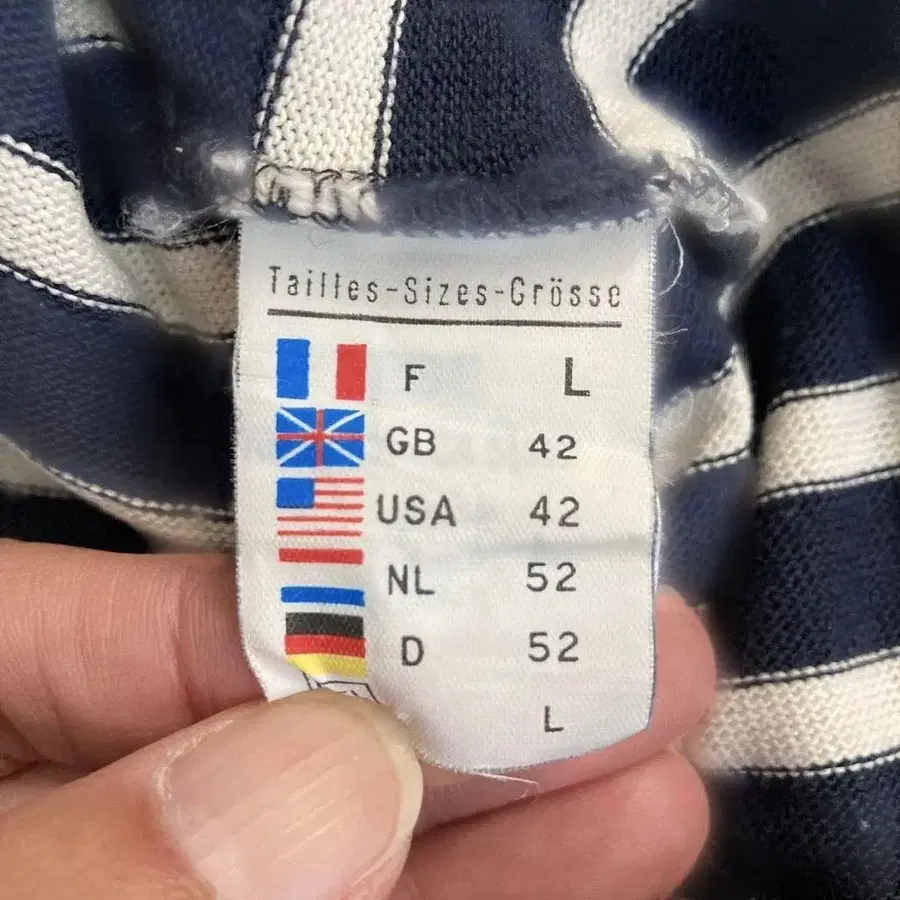 Tailles-Sizes-Grösse
F L
GB 42
USA 42
NL 52
D 52
L